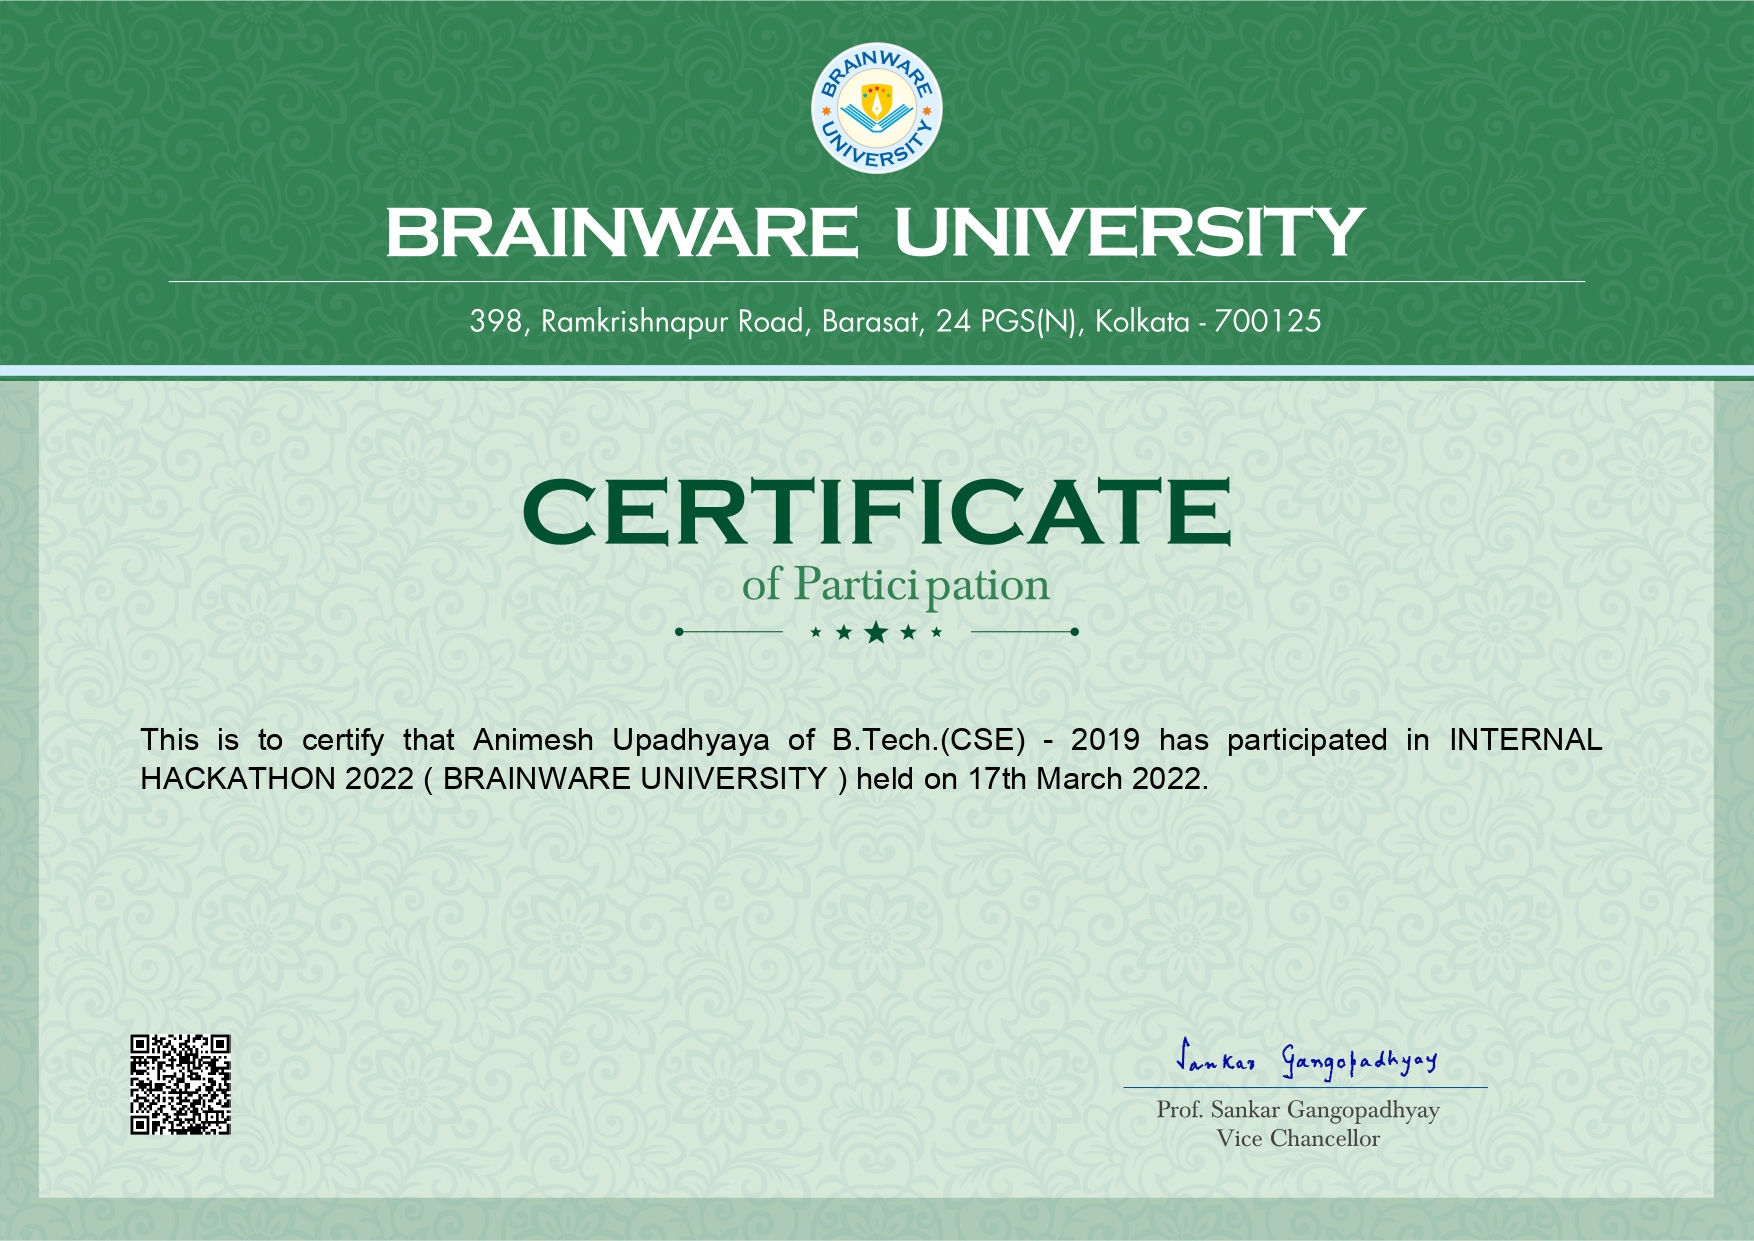 BRAINWARE
UNIVERSITY
BRAINWARE UNIVERSITY
398, Ramkrishnapur Road, Barasat, 24 PGS(N), Kolkata - 700125
CERTIFICATE
of Participation
This is to certify that Animesh Upadhyaya of B.Tech.(CSE) - 2019 has participated in INTERNAL
HACKATHON 2022 ( BRAINWARE UNIVERSITY ) held on 17th March 2022.
Sankar Gangopadhyay
Prof. Sankar Gangopadhyay
Vice Chancellor